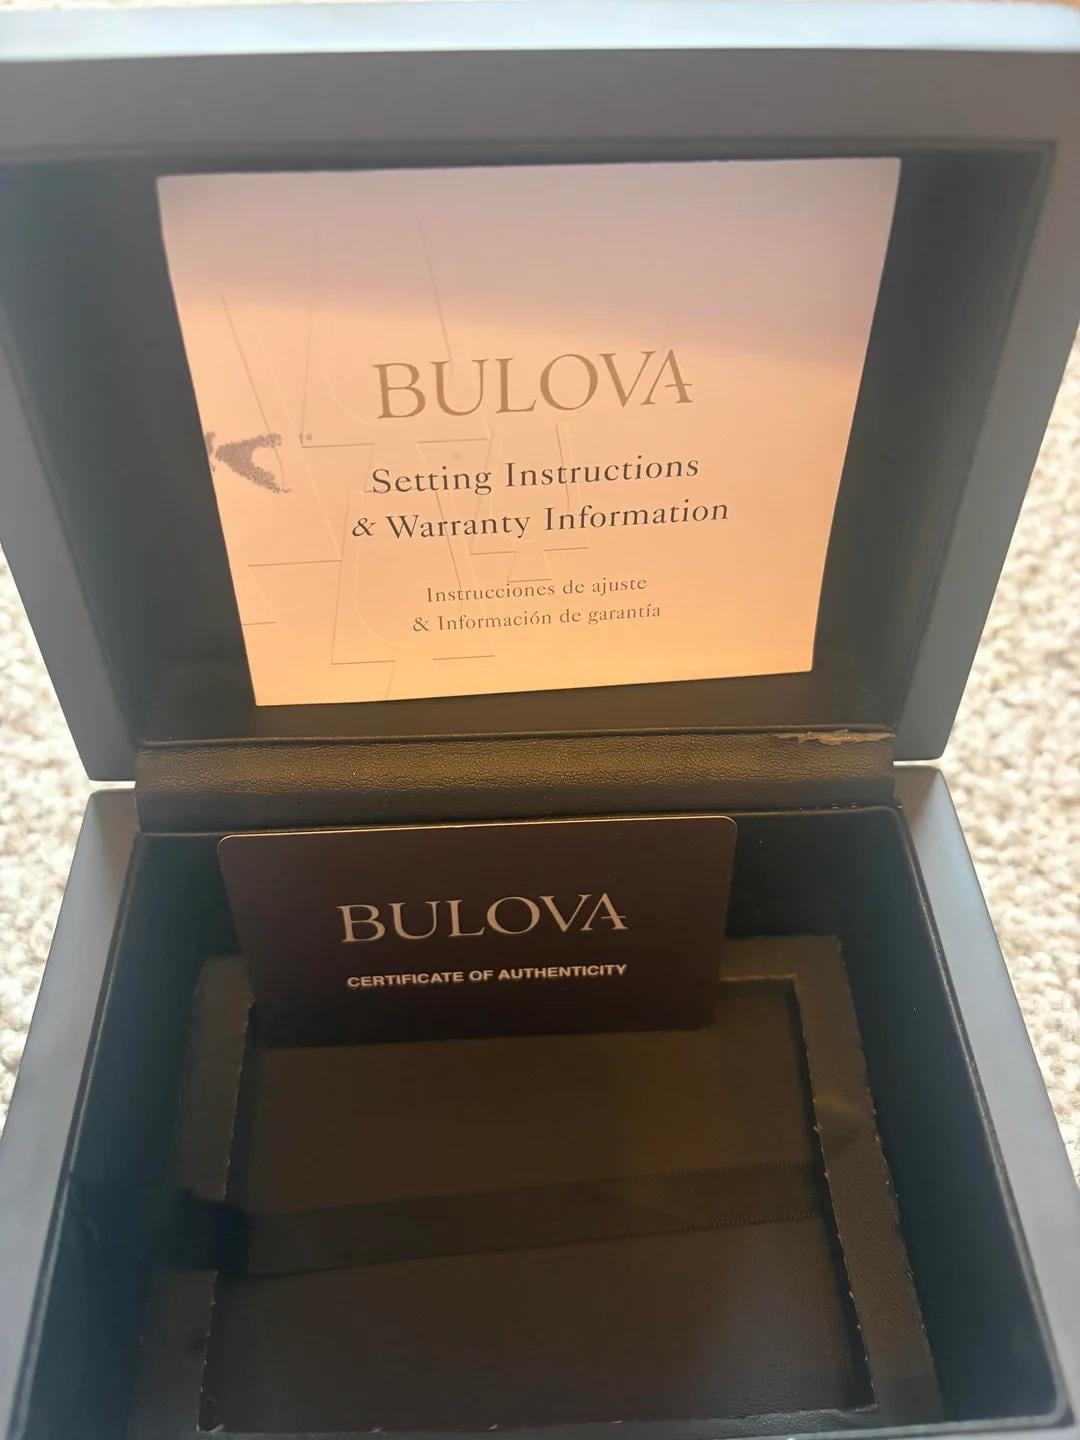 BULOVA
Setting Instructions
& Warranty Information
Instrucciones de ajuste
& Información de garantía
BULOVA
CERTIFICATE OF AUTHENTICITY